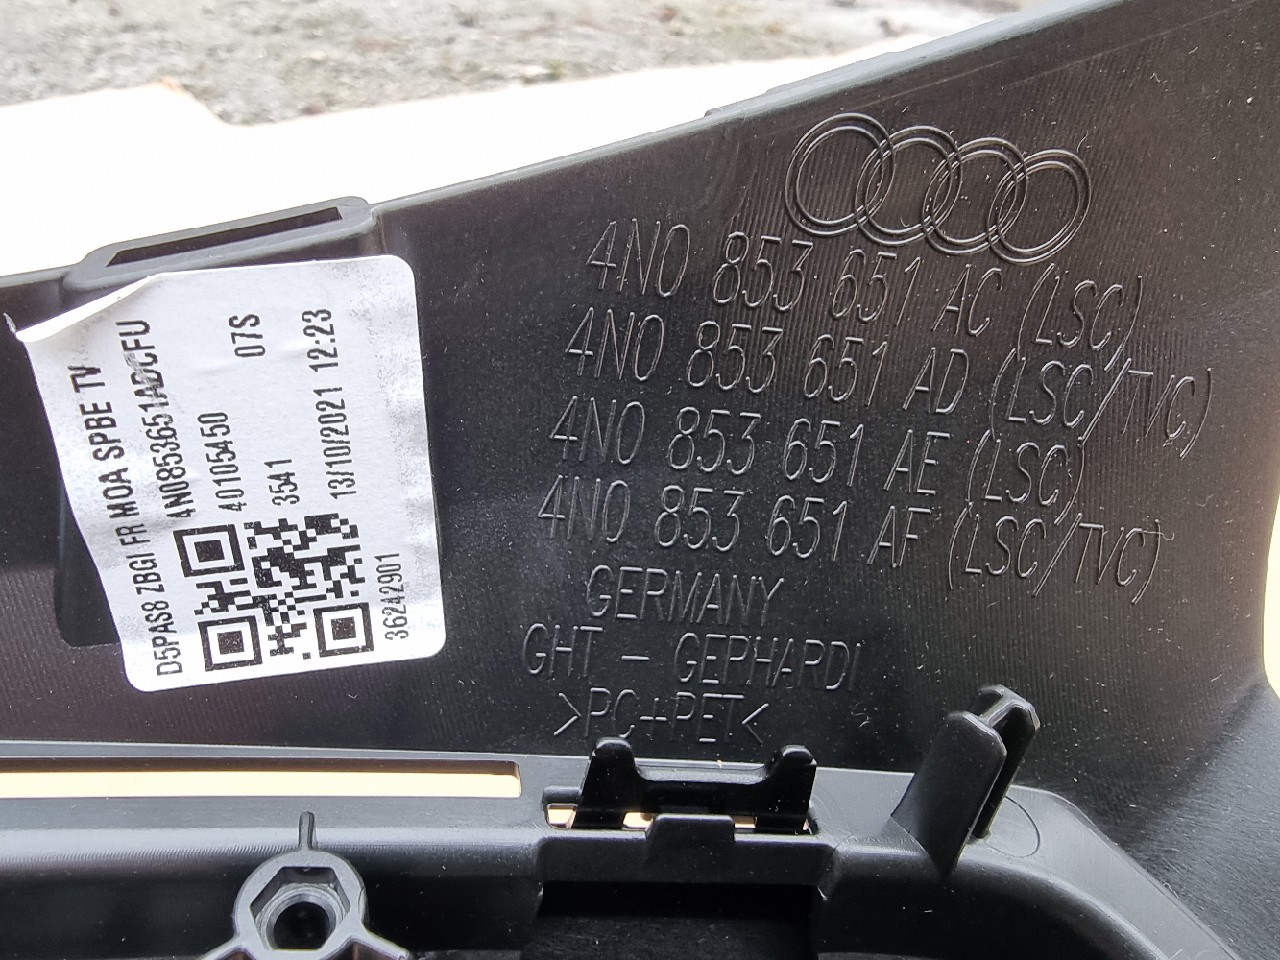 D5PAS8 ZBGI FR MOA SPBE TV
4N0853651ADCFU
40105450 07S
3541
13/10/2021 12:23
36242901
4N0 853 651 AC (LSC)
4N0 853 651 AD (LSC/TVC)
4N0 853 651 AE (LSC)
4N0 853 651 AF (LSC/TVC)
GERMANY
GHT - GEPHARDI
>PC+PET<